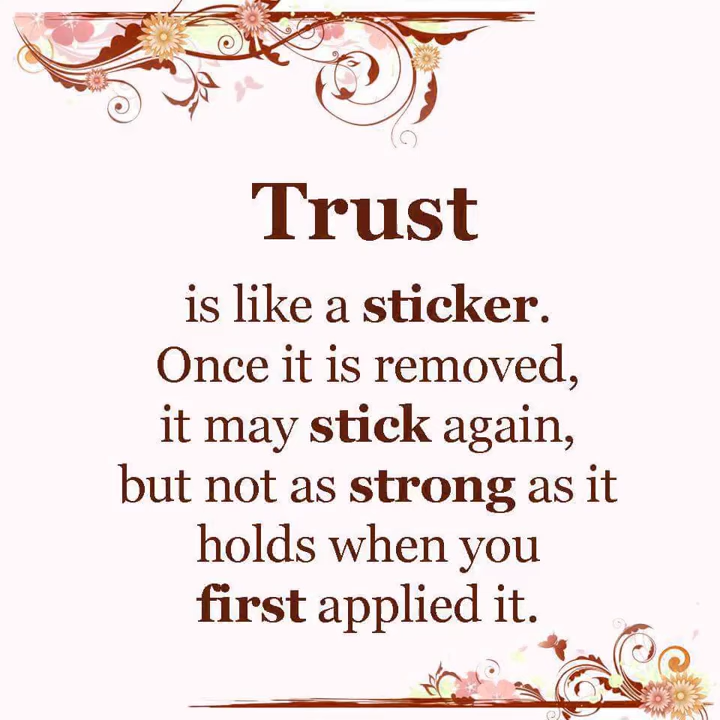 Trust
is like a sticker.
Once it is removed,
it may stick again,
but not as strong as it
holds when you
first applied it.